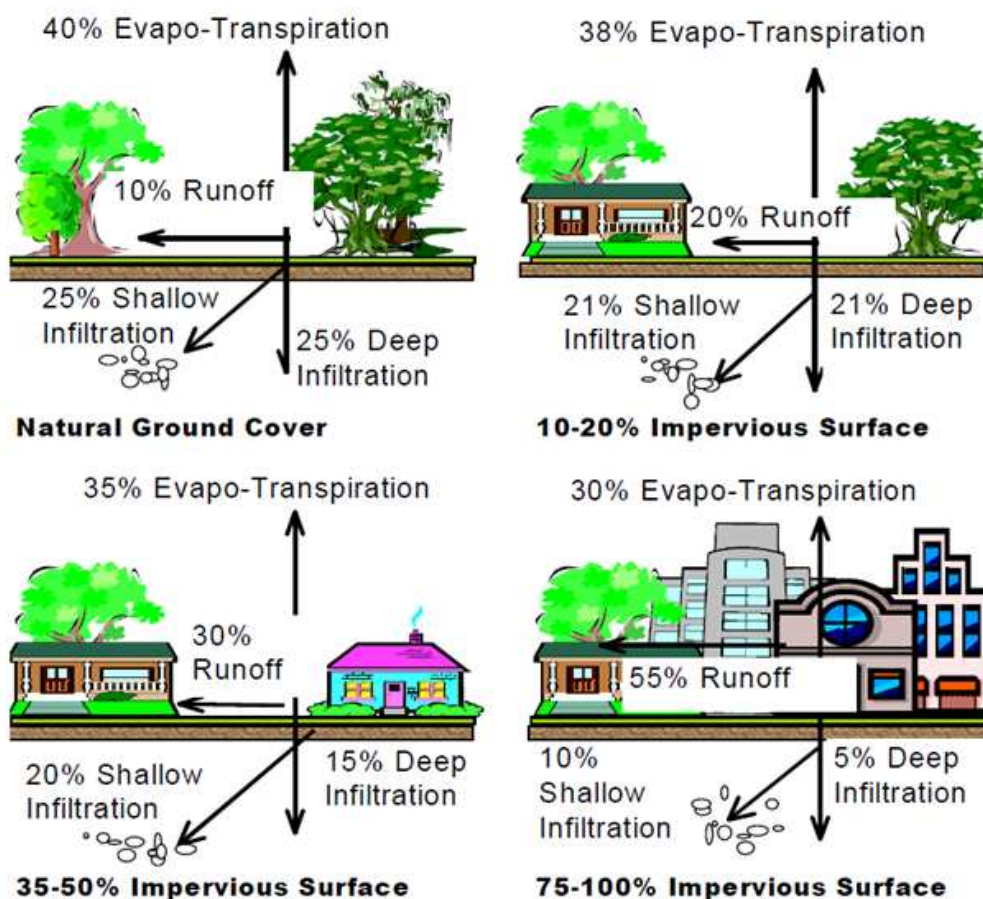 40% Evapo-Transpiration
10% Runoff
25% Shallow
Infiltration
25% Deep
Infiltration
Natural Ground Cover
38% Evapo-Transpiration
20% Runoff
21% Shallow
Infiltration
21% Deep
Infiltration
10-20% Impervious Surface
35% Evapo-Transpiration
30%
Runoff
20% Shallow
Infiltration
15% Deep
Infiltration
35-50% Impervious Surface
30% Evapo-Transpiration
55% Runoff
10%
Shallow
Infiltration
5% Deep
Infiltration
75-100% Impervious Surface